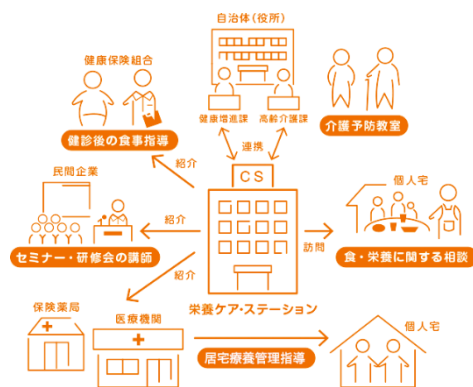 自治体（役所）
健康保険組合
健康増進課
高齢介護課
健診後の食事指導
介護予防教室
連携
紹介
民間企業
CS
個人宅
紹介
訪問
セミナー・研修会の講師
食・栄養に関する相談
紹介
栄養ケア・ステーション
保険薬局
医療機関
個人宅
居宅療養管理指導